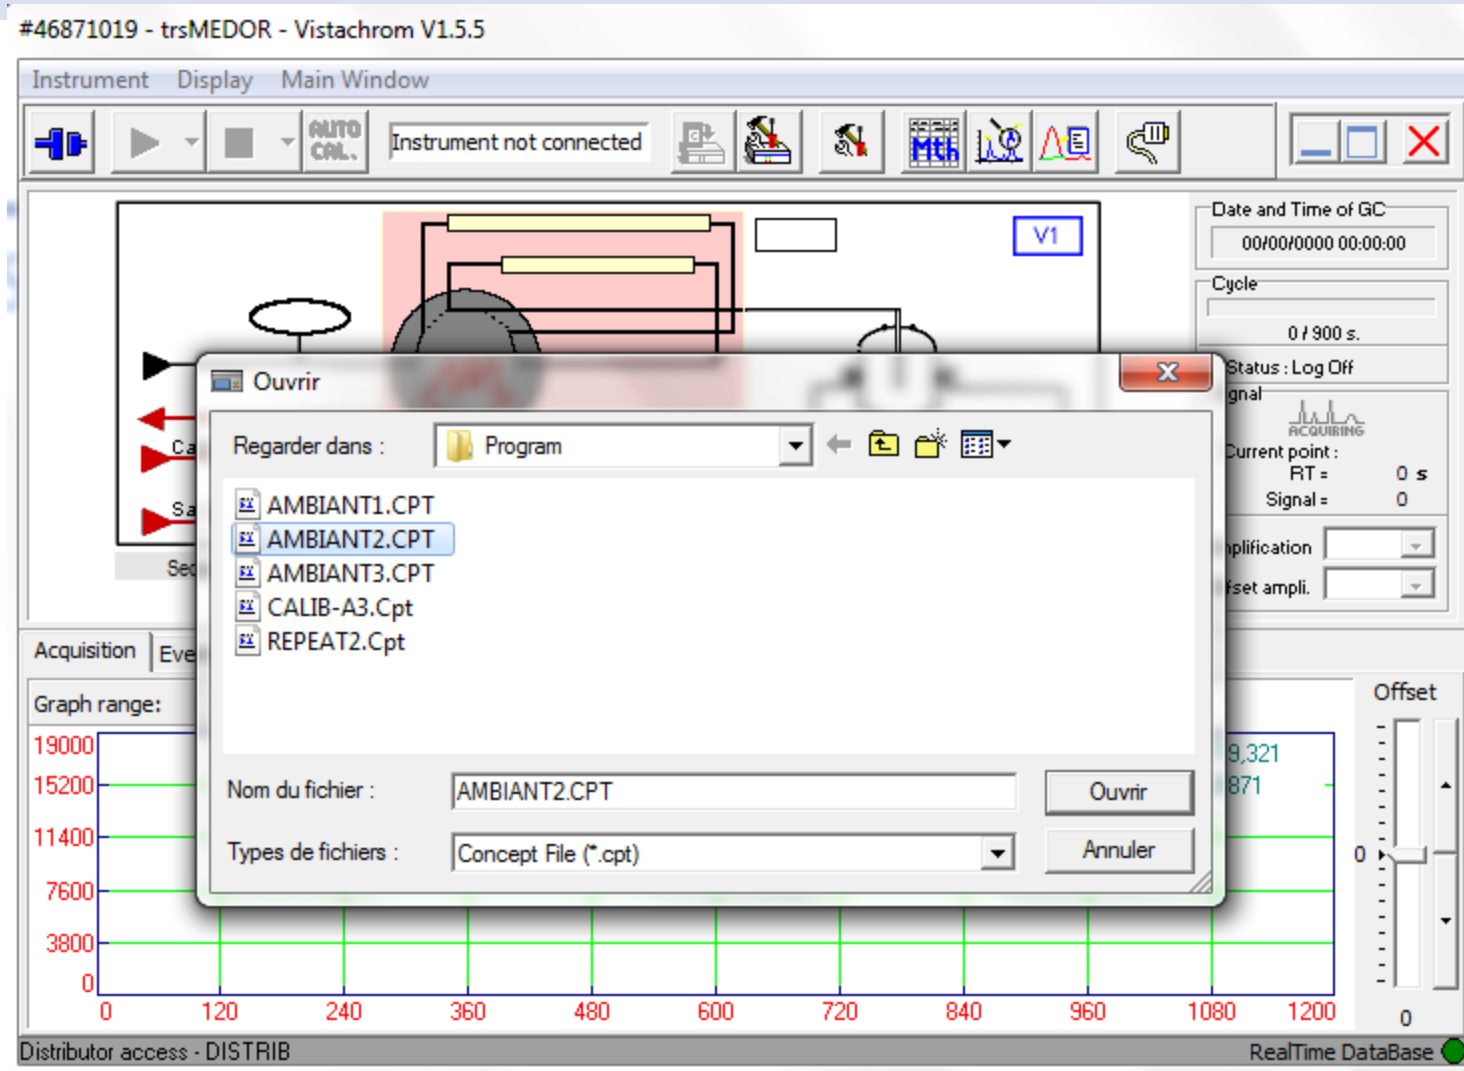 #46871019 - trsMEDOR - Vistachrom V1.5.5
Instrument Display Main Window
AUTO CAL.
Instrument not connected
Mth
V1
Date and Time of GC
00/00/0000 00:00:00
Cycle
0 / 900 s.
Status : Log Off
gnal
ACQUIRING
Current point :
RT = 0 s
Signal = 0
plification
fset ampli.
Ca
Sa
Sec
Ouvrir
Regarder dans : Program
AMBIANT1.CPT
AMBIANT2.CPT
AMBIANT3.CPT
CALIB-A3.Cpt
REPEAT2.Cpt
Nom du fichier : AMBIANT2.CPT Ouvrir
Types de fichiers : Concept File (*.cpt) Annuler
Acquisition Eve
Graph range:
Offset
19000
15200
11400
7600
3800
0
9,321
871
0
0 120 240 360 480 600 720 840 960 1080 1200
0
Distributor access - DISTRIB RealTime DataBase